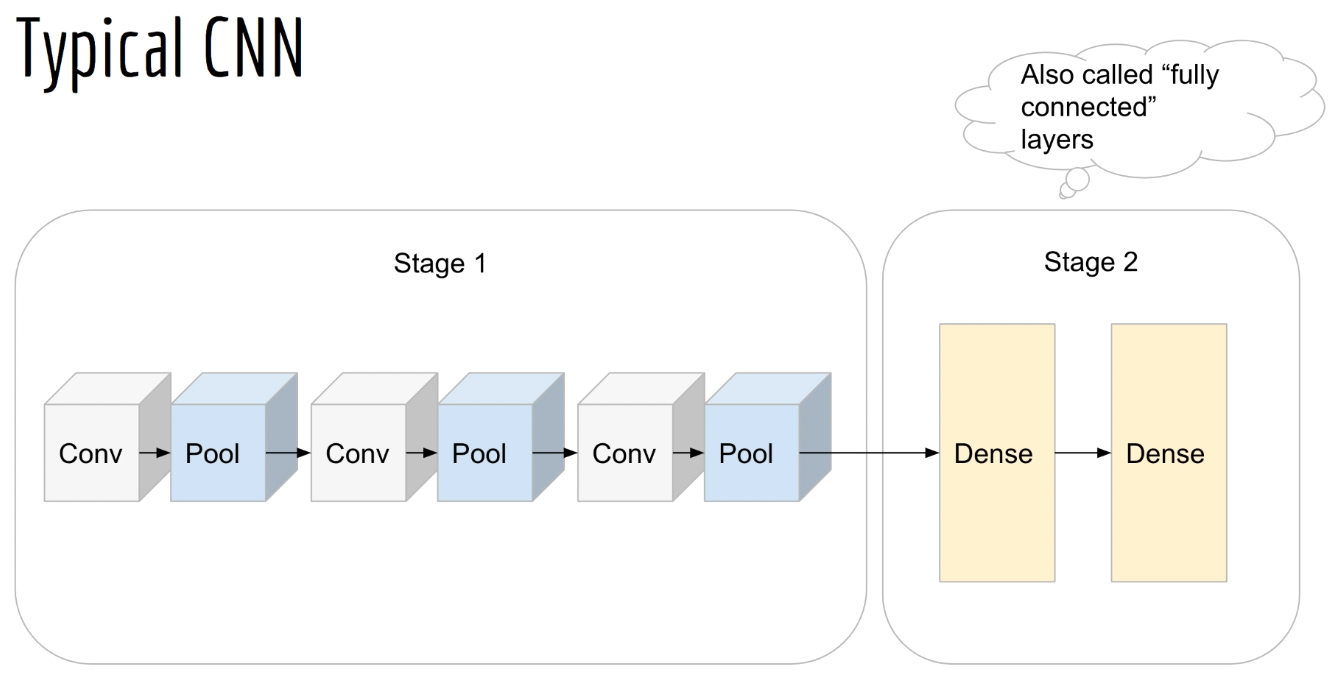 Typical CNN
Also called “fully
connected”
layers
Stage 1
Stage 2
Conv
Pool
Conv
Pool
Conv
Pool
Dense
Dense